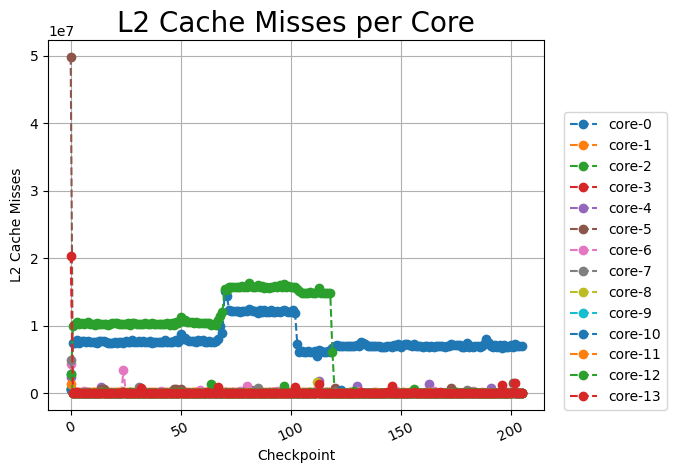 L2 Cache Misses per Core
1e7
5
4
3
2
1
0
L2 Cache Misses
0
50
100
150
200
Checkpoint
core-0
core-1
core-2
core-3
core-4
core-5
core-6
core-7
core-8
core-9
core-10
core-11
core-12
core-13